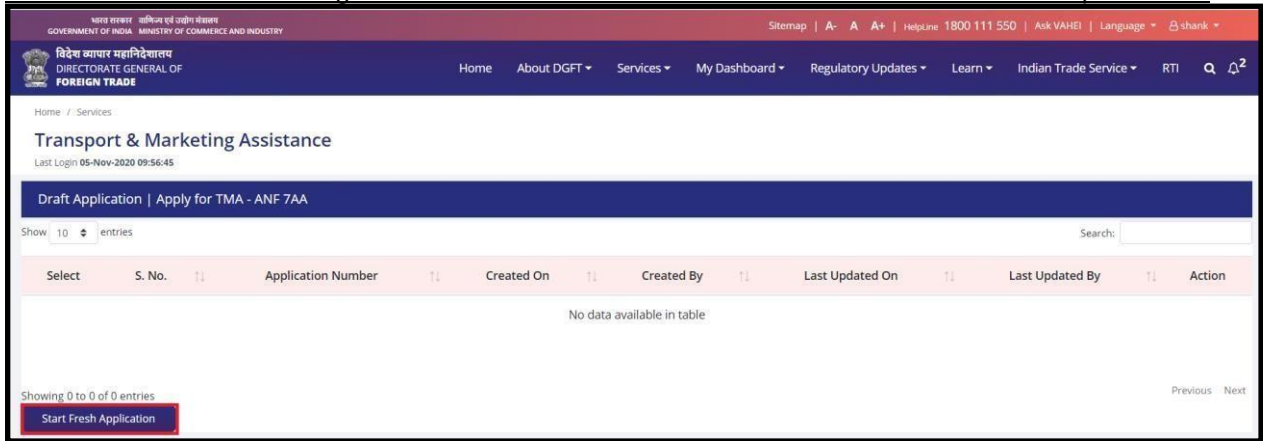 भारत सरकार वाणिज्य एवं उद्योग मंत्रालय
GOVERNMENT OF INDIA MINISTRY OF COMMERCE AND INDUSTRY
Sitemap | A- A A+ | HelpLine 1800 111 550 | Ask VAHEI | Language shank
विदेश व्यापार महानिदेशालय
DIRECTORATE GENERAL OF
FOREIGN TRADE
Home About DGFT Services My Dashboard Regulatory Updates Learn Indian Trade Service RTI 2
Home / Services
Transport & Marketing Assistance
Last Login 05-Nov-2020 09:56:45
Draft Application | Apply for TMA - ANF 7AA
Show 10 entries Search:
Select S. No. Application Number Created On Created By Last Updated On Last Updated By Action
No data available in table
Showing 0 to 0 of 0 entries Previous Next
Start Fresh Application